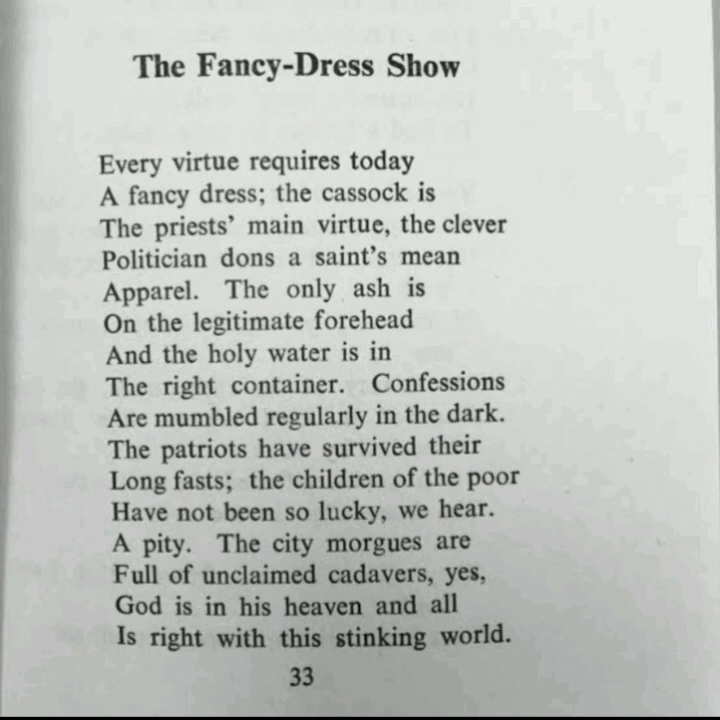 The Fancy-Dress Show
Every virtue requires today
A fancy dress; the cassock is
The priests' main virtue, the clever
Politician dons a saint's mean
Apparel. The only ash is
On the legitimate forehead
And the holy water is in
The right container. Confessions
Are mumbled regularly in the dark.
The patriots have survived their
Long fasts; the children of the poor
Have not been so lucky, we hear.
A pity. The city morgues are
Full of unclaimed cadavers, yes,
God is in his heaven and all
Is right with this stinking world.
33